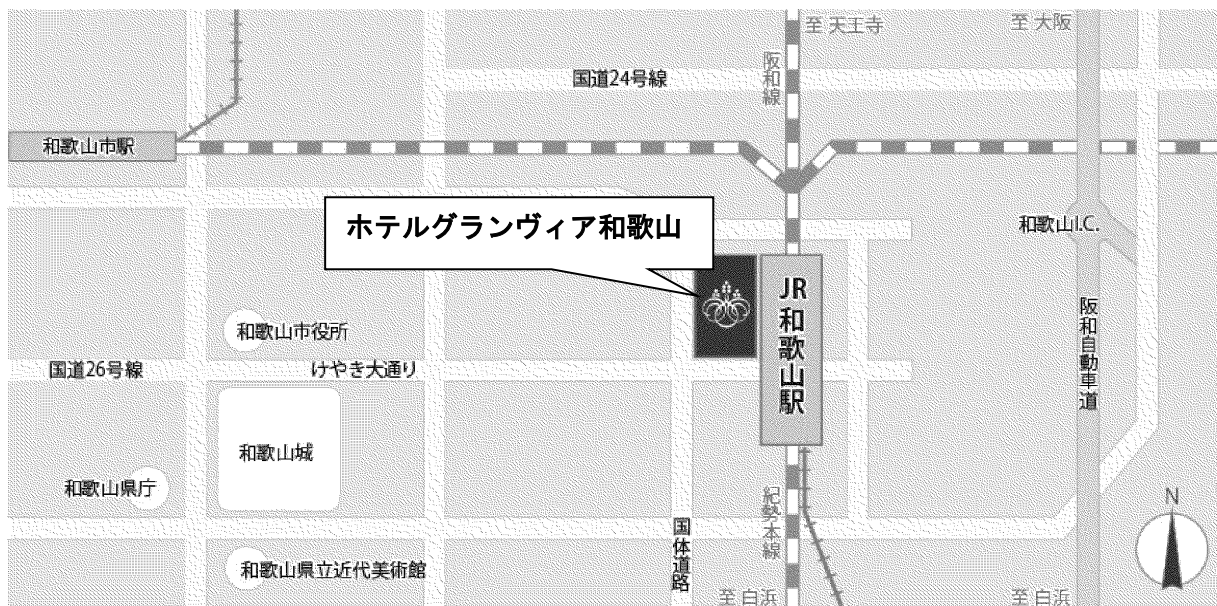 至 天王寺
至 大阪
阪和線
国道24号線
和歌山市駅
ホテルグランヴィア和歌山
和歌山I.C.
JR和歌山駅
和歌山市役所
阪和自動車道
国道26号線
けやき大通り
和歌山城
和歌山県庁
紀勢本線
N
国体道路
和歌山県立近代美術館
至 白浜
至 白浜